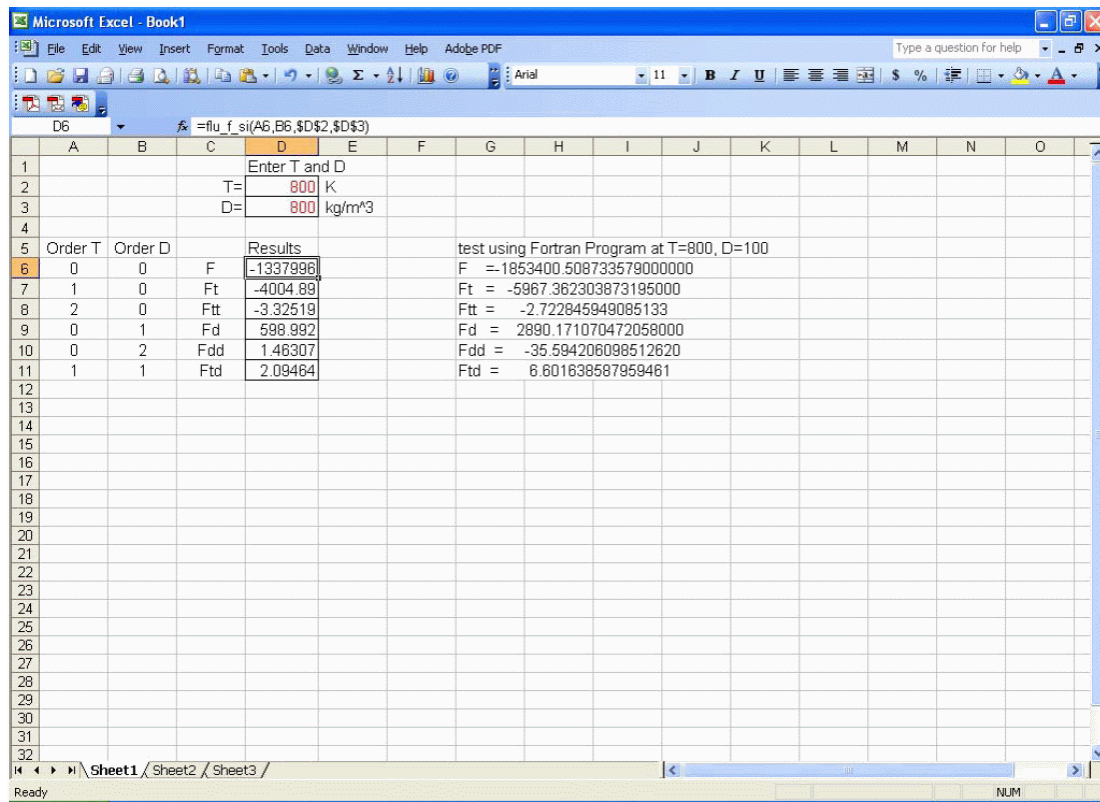 Microsoft Excel - Book1
File Edit View Insert Format Tools Data Window Help Adobe PDF Type a question for help
Arial 11 B I U $ %
D6 fx =flu_f_si(A6,B6,$D$2,$D$3)
A B C D E F G H I J K L M N O
1 Enter T and D
2 T= 800 K
3 D= 800 kg/m^3
4
5 Order T Order D Results test using Fortran Program at T=800, D=100
6 0 0 F -1337996 F =-1853400.508733579000000
7 1 0 Ft -4004.89 Ft = -5967.362303873195000
8 2 0 Ftt -3.32519 Ftt = -2.722845949085133
9 0 1 Fd 598.992 Fd = 2890.171070472058000
10 0 2 Fdd 1.46307 Fdd = -35.594206098512620
11 1 1 Ftd 2.09464 Ftd = 6.601638587959461
12
13
14
15
16
17
18
19
20
21
22
23
24
25
26
27
28
29
30
31
32
Sheet1 Sheet2 Sheet3
Ready NUM